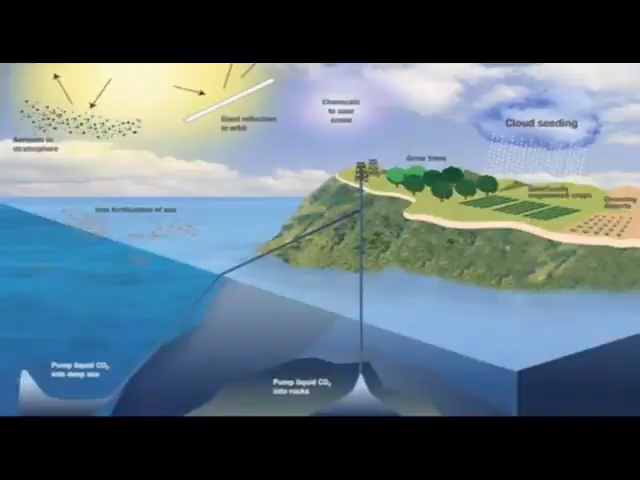 Chemicals
to save
ozone
Giant reflectors
in orbit
Cloud seeding
Aerosols in
stratosphere
Grow trees
Genetically
engineered crops
Greening
deserts
Iron fertilization of sea
Pump liquid CO₂
into deep sea
Pump liquid CO₂
into rocks